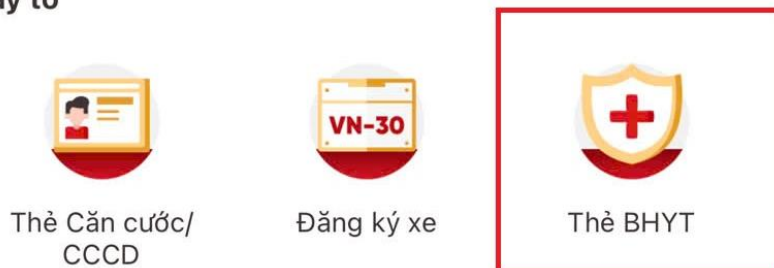 VN-30
Thẻ Căn cước/
CCCD
Đăng ký xe
Thẻ BHYT